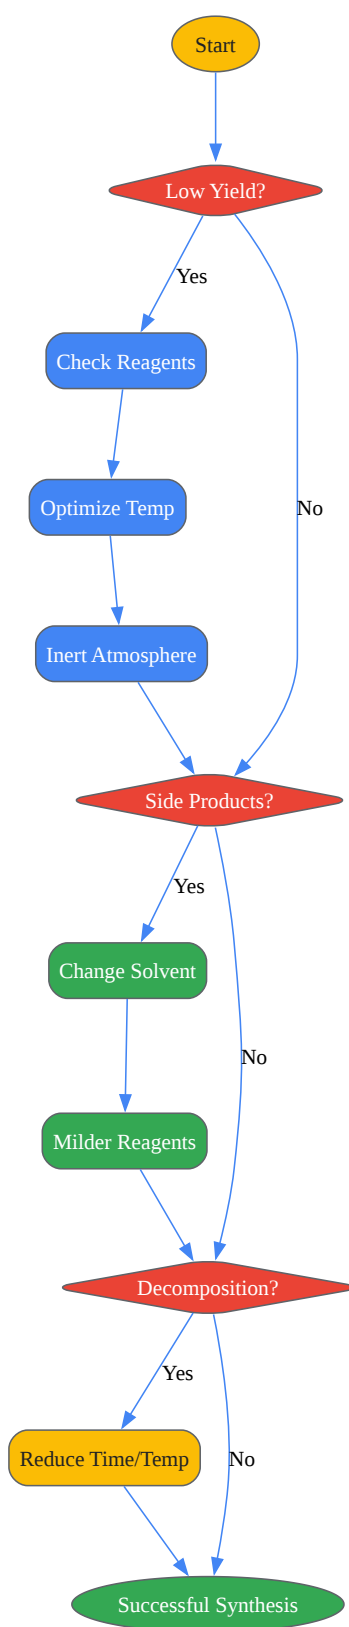 Start
Low Yield?
Yes
Check Reagents
Optimize Temp
No
Inert Atmosphere
Side Products?
Yes
Change Solvent
No
Milder Reagents
Decomposition?
Yes
Reduce Time/Temp
No
Successful Synthesis